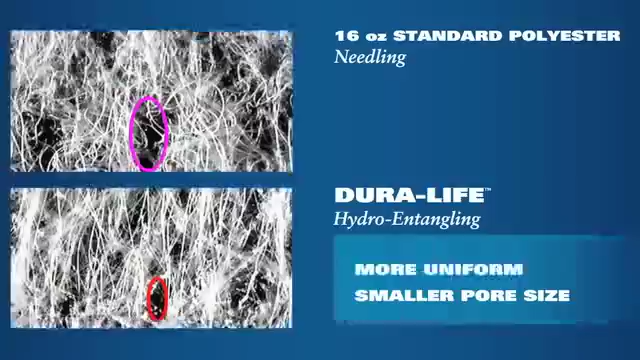 16 oz STANDARD POLYESTER
Needling
DURA-LIFE™
Hydro-Entangling
MORE UNIFORM
SMALLER PORE SIZE